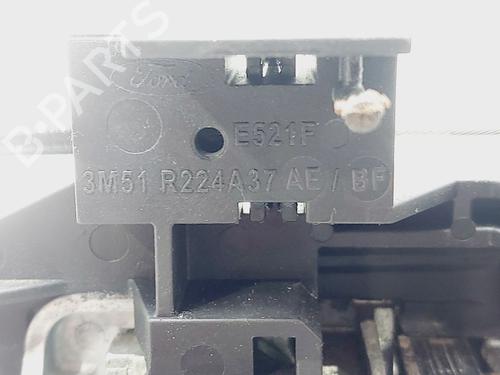 B-PARTS
Ford
E521F
3M51 R224A37 AE / BF